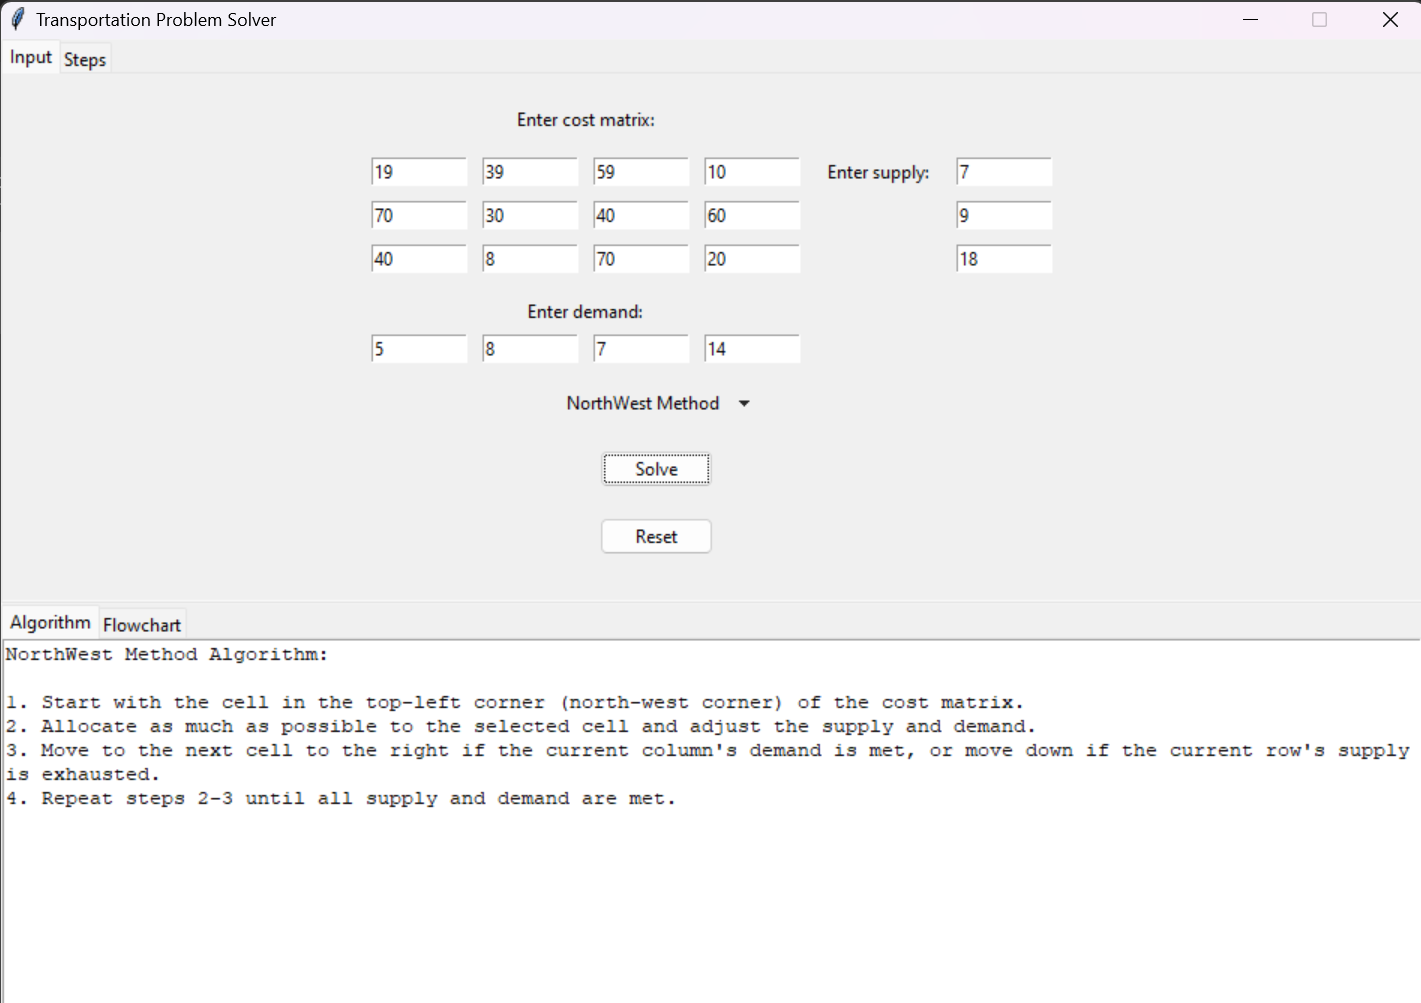 Transportation Problem Solver
Input Steps
Enter cost matrix:
19 39 59 10 Enter supply: 7
70 30 40 60 9
40 8 70 20 18
Enter demand:
5 8 7 14
NorthWest Method
Solve
Reset
Algorithm Flowchart
NorthWest Method Algorithm:
1. Start with the cell in the top-left corner (north-west corner) of the cost matrix.
2. Allocate as much as possible to the selected cell and adjust the supply and demand.
3. Move to the next cell to the right if the current column's demand is met, or move down if the current row's supply
is exhausted.
4. Repeat steps 2-3 until all supply and demand are met.